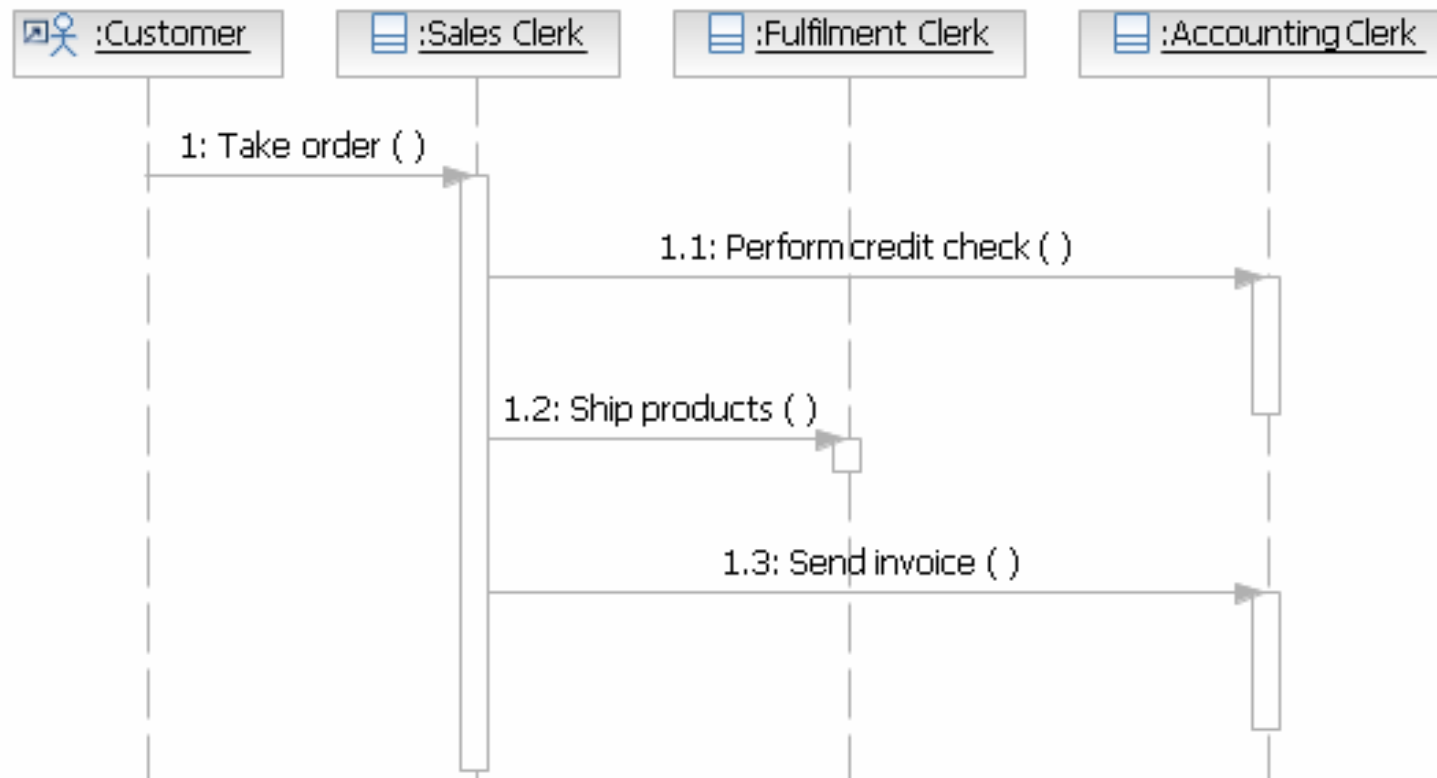 :Customer
:Sales Clerk
:Fulfilment Clerk
:Accounting Clerk
1: Take order ( )
1.1: Perform credit check ( )
1.2: Ship products ( )
1.3: Send invoice ( )